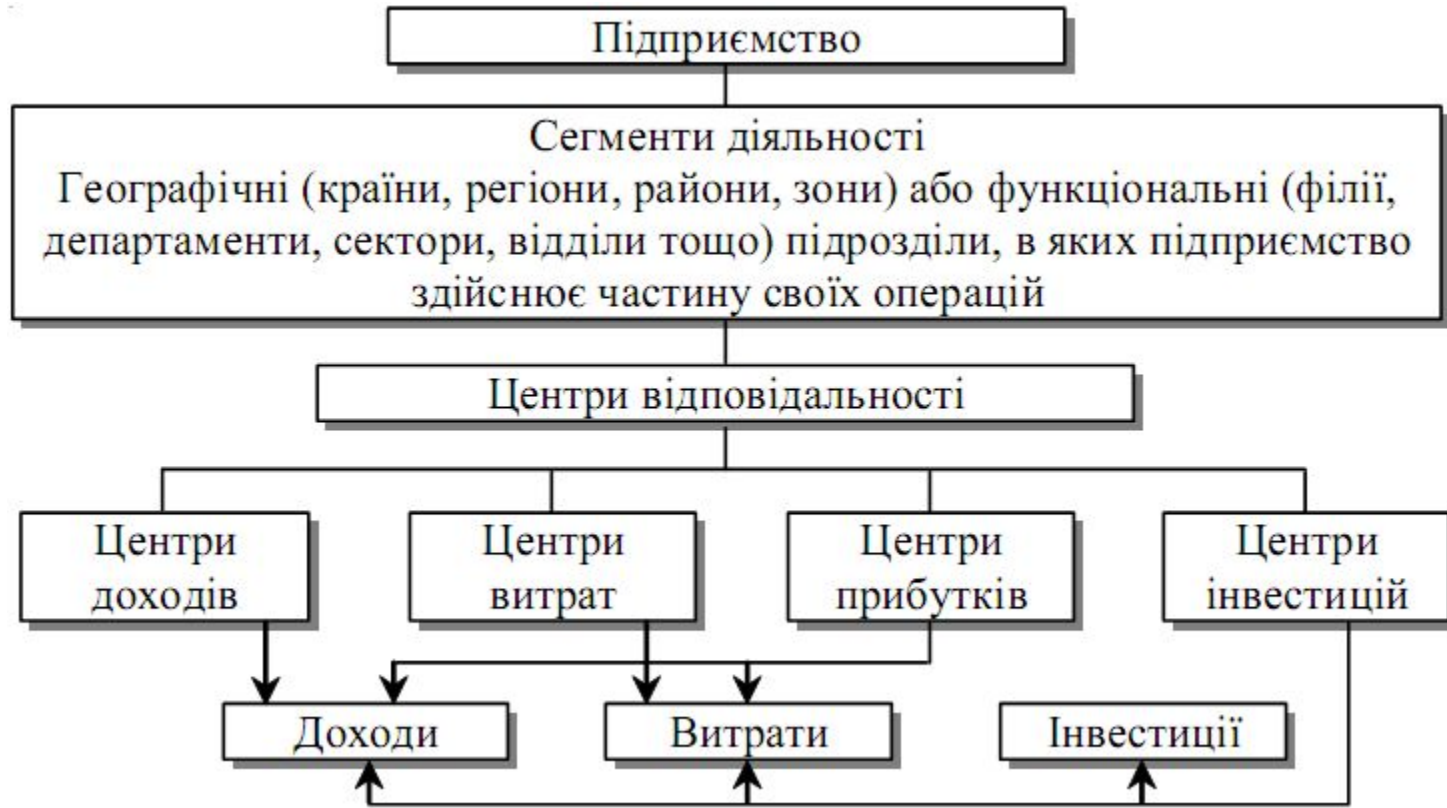 Підприємство
Сегменти діяльності
Географічні (країни, регіони, райони, зони) або функціональні (філії,
департаменти, сектори, відділи тощо) підрозділи, в яких підприємство
здійснює частину своїх операцій
Центри відповідальності
Центри
доходів
Центри
витрат
Центри
прибутків
Центри
інвестицій
Доходи
Витрати
Інвестиції